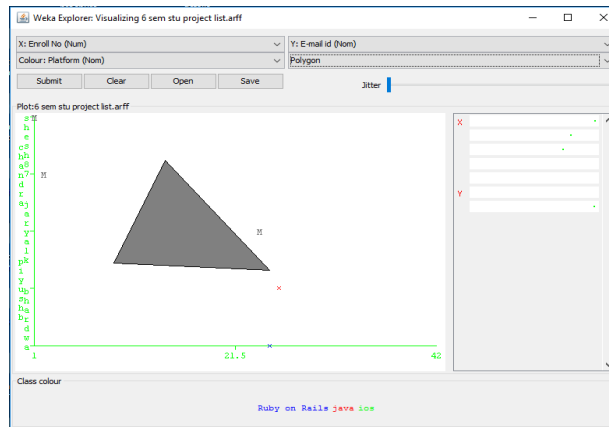 Weka Explorer: Visualizing 6 sem stu project list.arff
X: Enroll No (Num)
Y: E-mail id (Nom)
Colour: Platform (Nom)
Polygon
Submit
Clear
Open
Save
Jitter
Plot:6 sem stu project list.arff
M
M
M
X
Y
1
21.5
42
Class colour
Ruby on Rails java ios